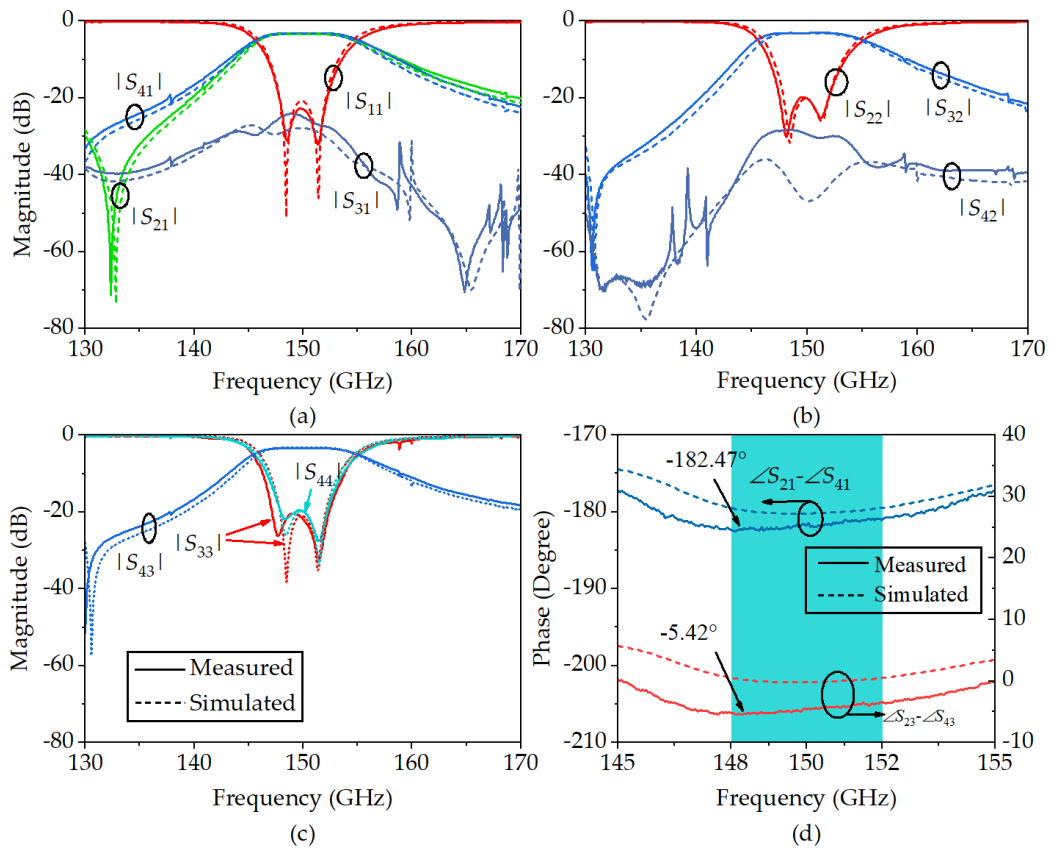 0
-20
-40
-60
-80
Magnitude (dB)
|S41|
|S11|
|S21|
|S31|
130 140 150 160 170
Frequency (GHz)
(a)
0
-20
-40
-60
-80
Magnitude (dB)
|S22|
|S32|
|S42|
130 140 150 160 170
Frequency (GHz)
(b)
0
-20
-40
-60
-80
Magnitude (dB)
|S44|
|S33|
|S43|
Measured
Simulated
130 140 150 160 170
Frequency (GHz)
(c)
-170
-180
-190
-200
-210
Phase (Degree)
40
30
20
10
0
-10
-182.47°
∠S21-∠S41
Measured
Simulated
-5.42°
∠S23-∠S43
145 148 150 152 155
Frequency (GHz)
(d)